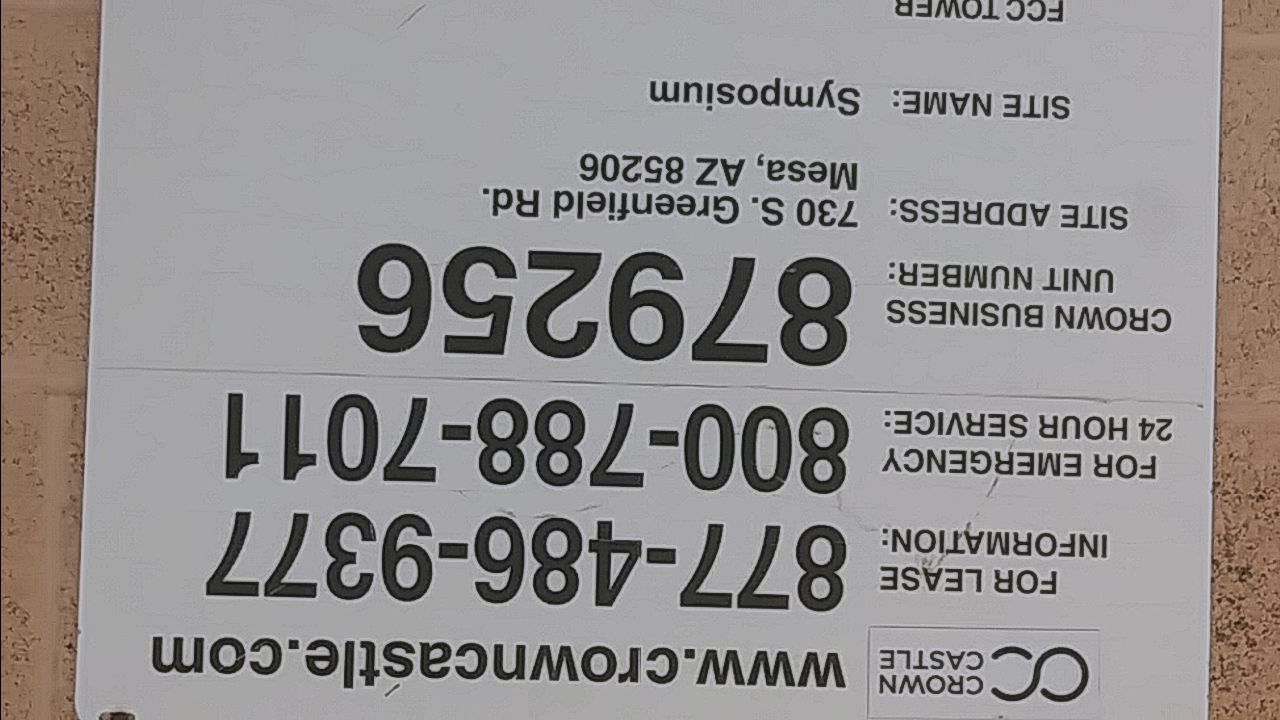 CROWN
CASTLE
www.crowncastle.com
FOR LEASE
INFORMATION:
877-486-9377
FOR EMERGENCY
24 HOUR SERVICE:
800-788-7011
CROWN BUSINESS
UNIT NUMBER:
879256
SITE ADDRESS:
730 S. Greenfield Rd.
Mesa, AZ 85206
SITE NAME:
Symposium
FCC TOWER